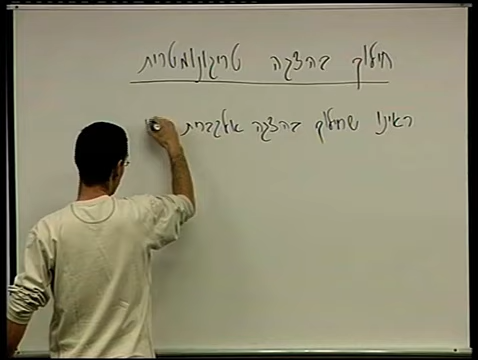 חילוק בהצגה טריגונומטרית
ראינו שחילוק בהצגה אלגברית